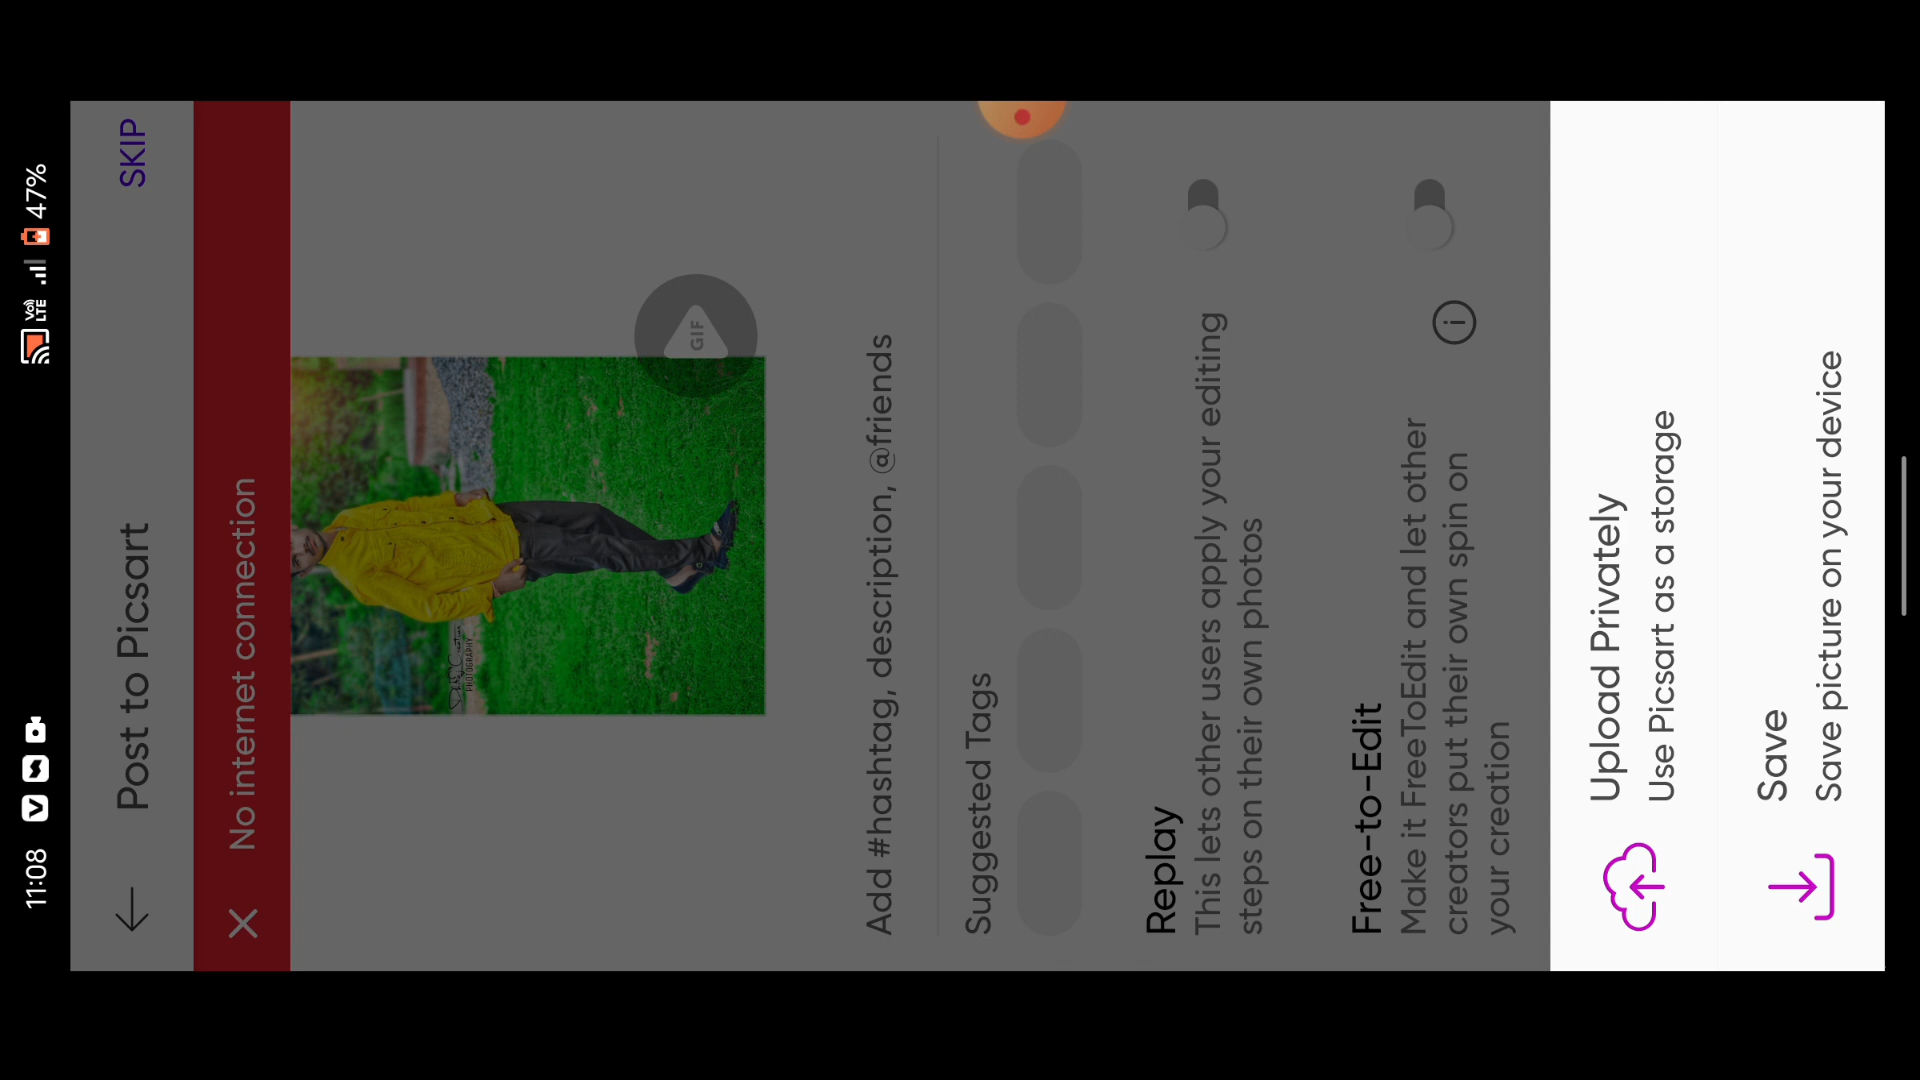 11:08
Vo)
LTE
47%
Post to Picsart
SKIP
No internet connection
GIF
PHOTOGRAPHY
Add #hashtag, description, @friends
Suggested Tags
Replay
This lets other users apply your editing
steps on their own photos
Free-to-Edit
Make it FreeToEdit and let other
creators put their own spin on
your creation
Upload Privately
Use Picsart as a storage
Save
Save picture on your device